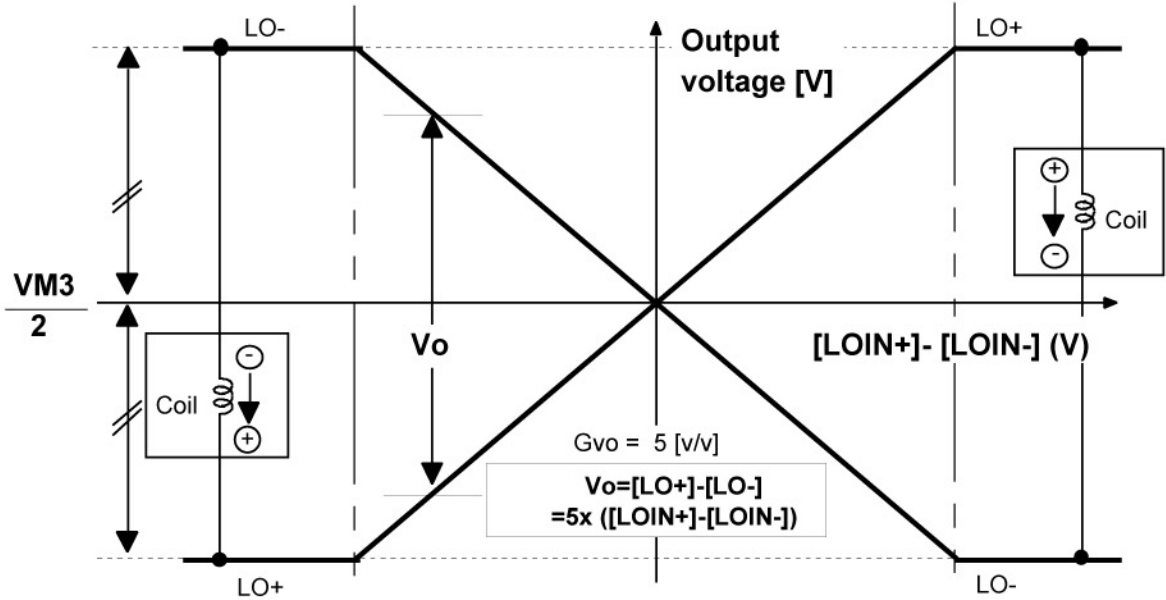 LO-
LO+
Output
voltage [V]
+
-
Coil
VM3
2
Vo
[LOIN+]- [LOIN-] (V)
-
+
Coil
Gvo = 5 [v/v]
Vo=[LO+]-[LO-]
=5x ([LOIN+]-[LOIN-])
LO+
LO-